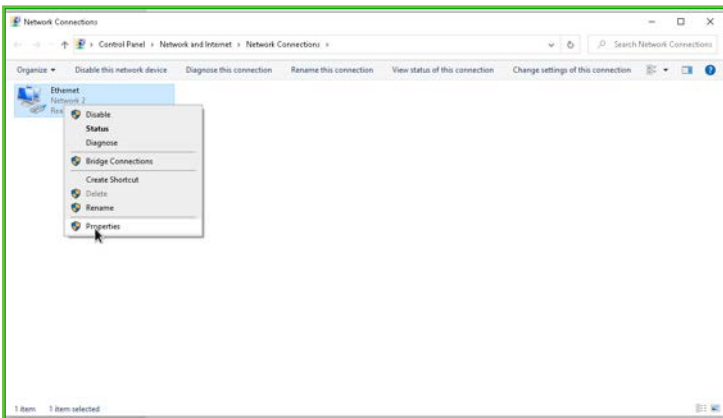 Network Connections
Control Panel › Network and Internet › Network Connections ›
Search Network Connections
Organize ▾ Disable this network device Diagnose this connection Rename this connection View status of this connection Change settings of this connection
Ethernet
Network 2
Disable
Status
Diagnose
Bridge Connections
Create Shortcut
Delete
Rename
Properties
1 item 1 item selected